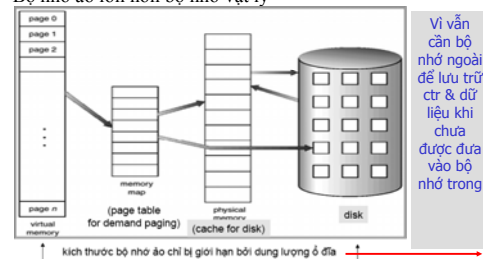 Bộ nhớ ảo lớn hơn bộ nhớ vật lý
page 0
page 1
page 2
page n
virtual
memory
memory
map
(page table
for demand paging)
physical
memory
(cache for disk)
disk
Vì vẫn
cần bộ
nhớ ngoài
để lưu trữ
ctr & dữ
liệu khi
chưa
được đưa
vào bộ
nhớ trong
kích thước bộ nhớ ảo chỉ bị giới hạn bởi dung lượng ổ đĩa